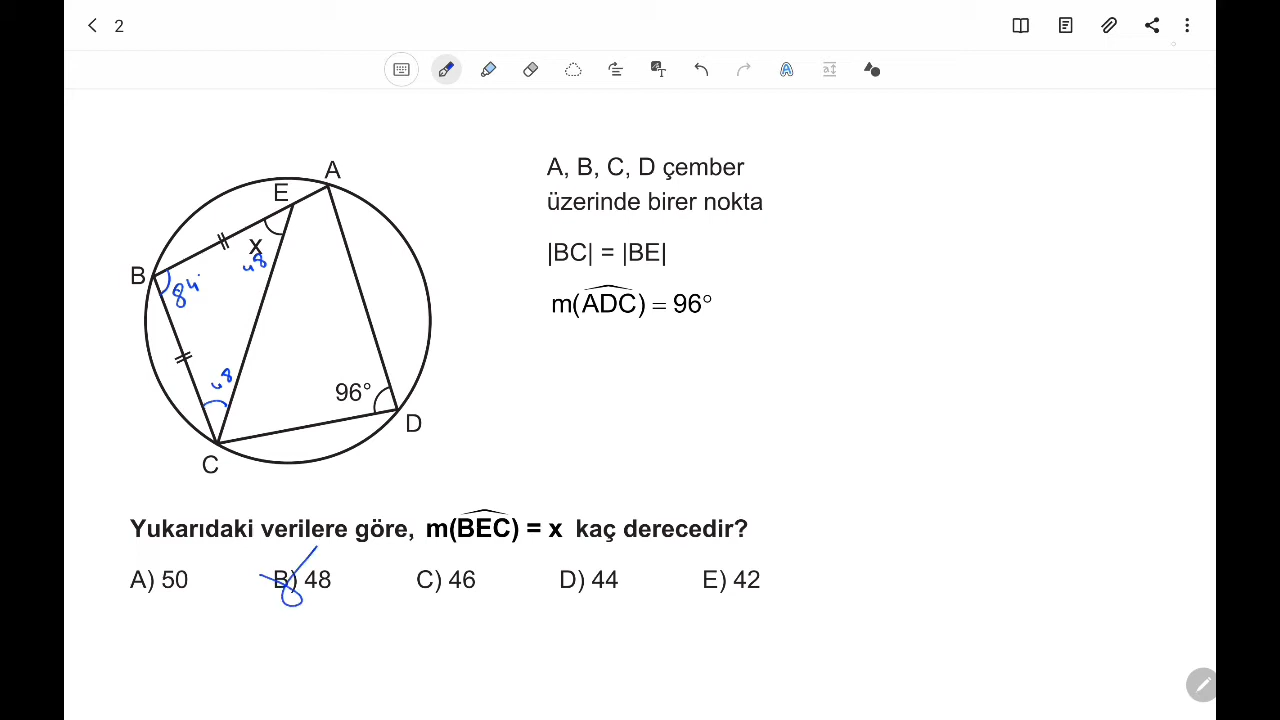 2
A
E
A, B, C, D çember
üzerinde birer nokta
x
48
B
84°
|BC| = |BE|
m(ADC) = 96°
48
96°
D
C
Yukarıdaki verilere göre, m(BEC) = x kaç derecedir?
A) 50 B) 48 C) 46 D) 44 E) 42